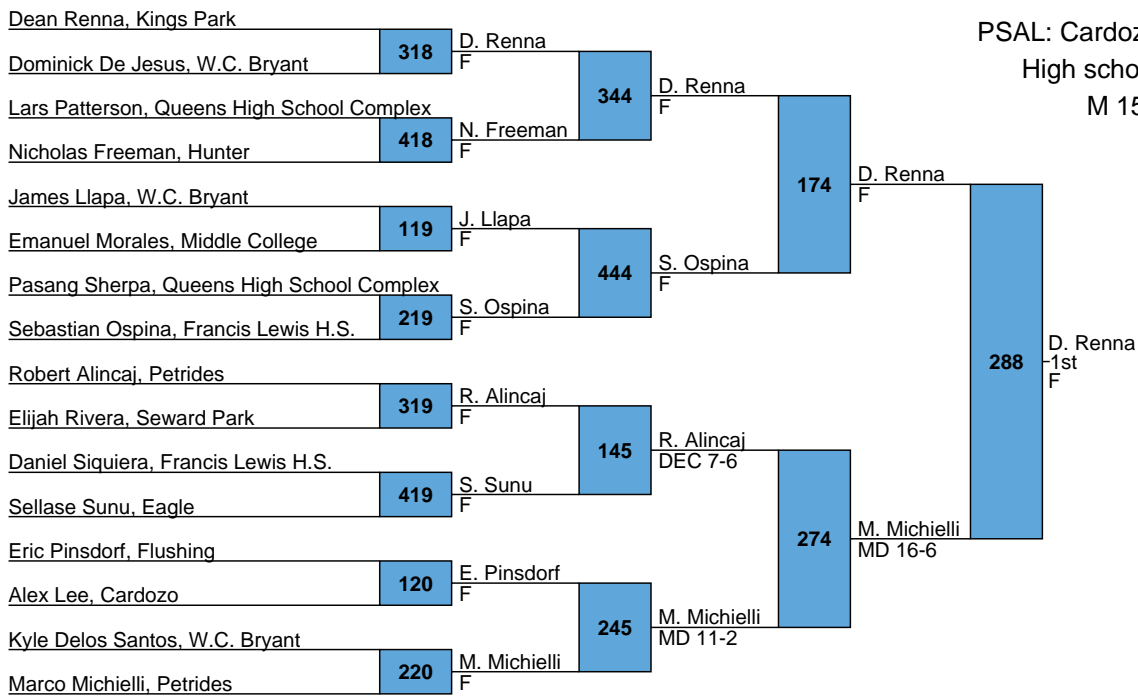 PSAL: Cardoz
High scho
M 15
Dean Renna, Kings Park
318
D. Renna
F
Dominick De Jesus, W.C. Bryant
344
D. Renna
F
Lars Patterson, Queens High School Complex
418
N. Freeman
F
Nicholas Freeman, Hunter
174
D. Renna
F
James Llapa, W.C. Bryant
119
J. Llapa
F
Emanuel Morales, Middle College
444
S. Ospina
F
Pasang Sherpa, Queens High School Complex
219
S. Ospina
F
Sebastian Ospina, Francis Lewis H.S.
288
D. Renna
1st
F
Robert Alincaj, Petrides
319
R. Alincaj
F
Elijah Rivera, Seward Park
145
R. Alincaj
DEC 7-6
Daniel Siquiera, Francis Lewis H.S.
419
S. Sunu
F
Sellase Sunu, Eagle
274
M. Michielli
MD 16-6
Eric Pinsdorf, Flushing
120
E. Pinsdorf
F
Alex Lee, Cardozo
245
M. Michielli
MD 11-2
Kyle Delos Santos, W.C. Bryant
220
M. Michielli
F
Marco Michielli, Petrides